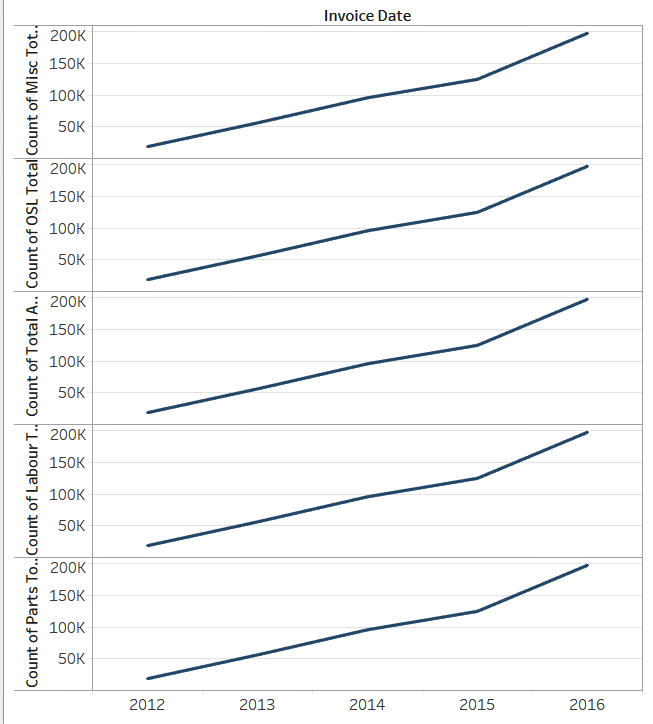 Invoice Date
Count of Misc Tot..
200K
150K
100K
50K
Count of OSL Total
200K
150K
100K
50K
Count of Total A..
200K
150K
100K
50K
Count of Labour T..
200K
150K
100K
50K
Count of Parts To..
200K
150K
100K
50K
2012 2013 2014 2015 2016